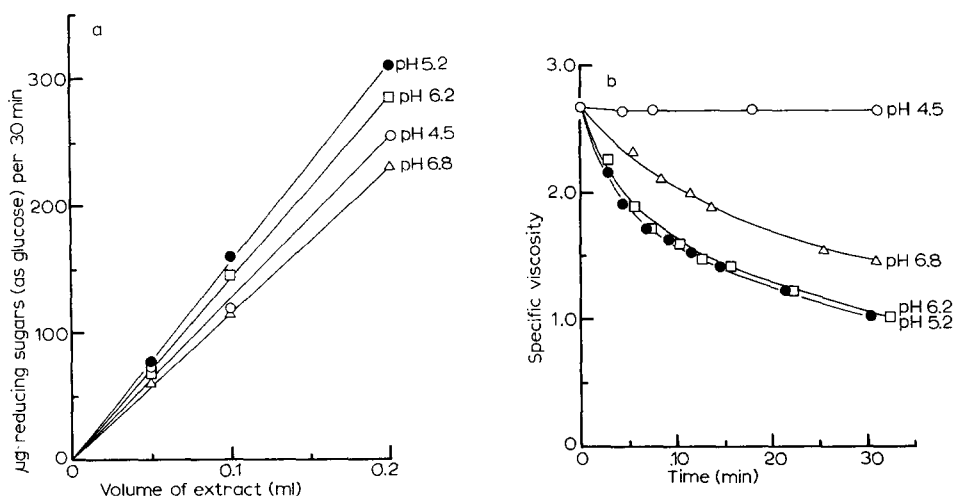 a
300
200
100
0
0
0.1
0.2
pH 5.2
pH 6.2
pH 4.5
pH 6.8
µg·reducing sugars (as glucose) per 30 min
Volume of extract (ml)
b
3.0
2.0
1.0
0
0
10
20
30
pH 4.5
pH 6.8
pH 6.2
pH 5.2
Specific viscosity
Time (min)